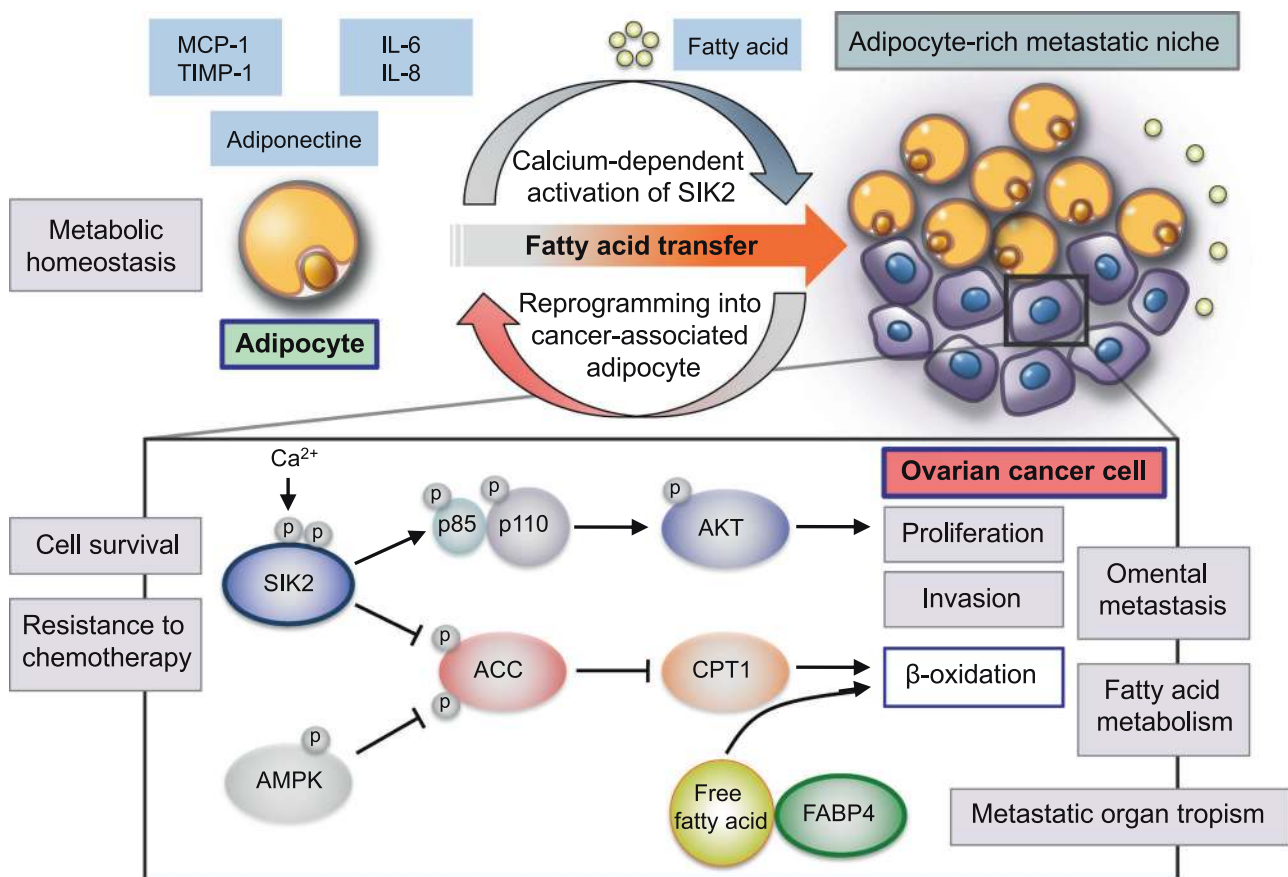 MCP-1
TIMP-1
IL-6
IL-8
Fatty acid
Adipocyte-rich metastatic niche
Adiponectine
Calcium-dependent
activation of SIK2
Metabolic
homeostasis
Fatty acid transfer
Adipocyte
Reprogramming into
cancer-associated
adipocyte
Ca²⁺
Ovarian cancer cell
p
p
SIK2
p
p85
p
p110
p
AKT
Proliferation
Invasion
Cell survival
Resistance to
chemotherapy
Omental
metastasis
p
ACC
p
CPT1
β-oxidation
Fatty acid
metabolism
p
AMPK
Free
fatty acid
FABP4
Metastatic organ tropism